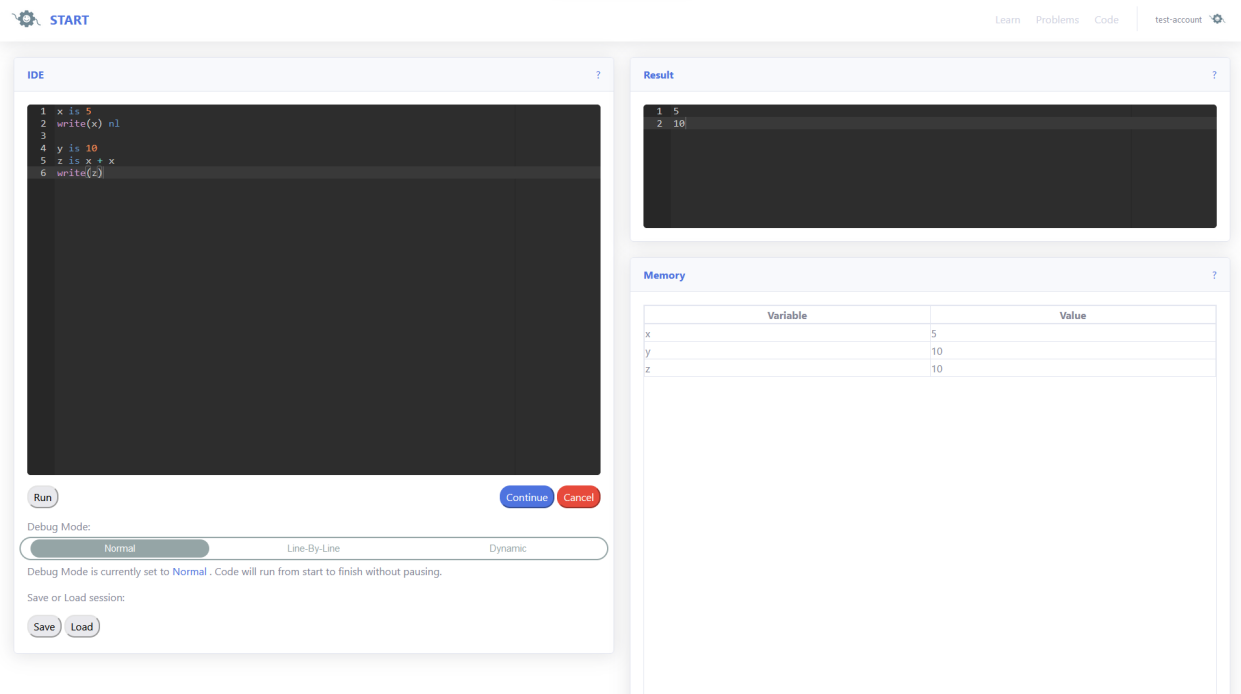 START
Learn Problems Code test-account
IDE ?
1 x is 5
2 write(x) nl
3
4 y is 10
5 z is x + x
6 write(z)
Run Continue Cancel
Debug Mode:
Normal Line-By-Line Dynamic
Debug Mode is currently set to Normal . Code will run from start to finish without pausing.
Save or Load session:
Save Load
Result ?
1 5
2 10
Memory ?
Variable Value
x 5
y 10
z 10